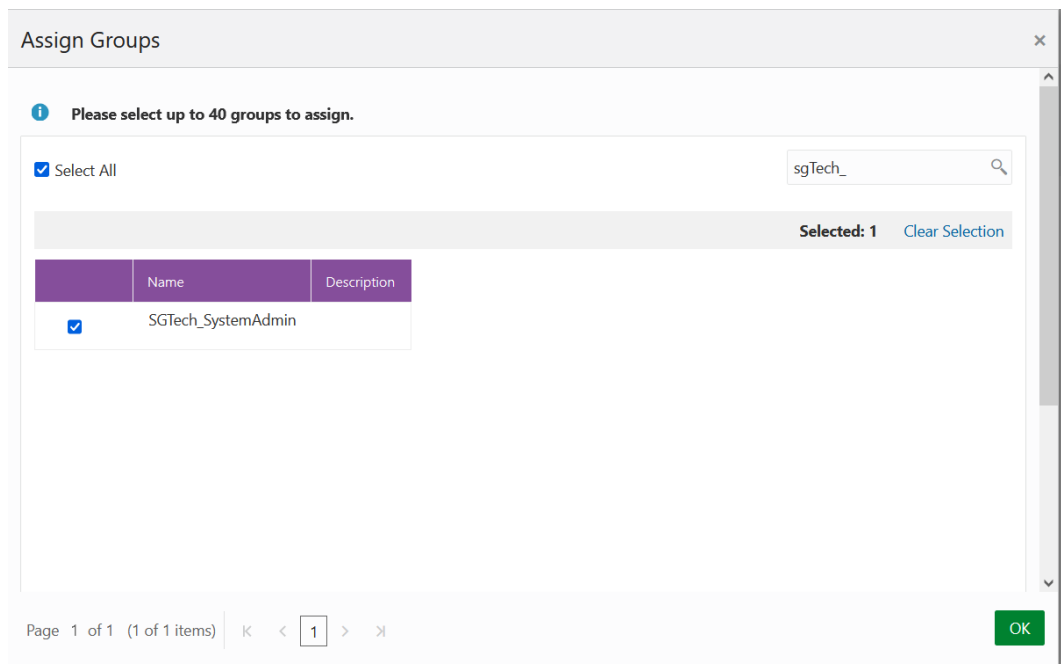 Assign Groups
Please select up to 40 groups to assign.
Select All
sgTech_
Selected: 1 Clear Selection
Name Description
SGTech_SystemAdmin
Page 1 of 1 (1 of 1 items) 1
OK